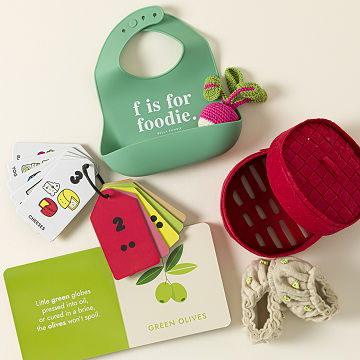 f is for
foodie.
BELLA TUNNO
CHEESES
2
Little green globes
pressed into oil,
or cured in a brine,
the olives won't spoil.
GREEN OLIVES